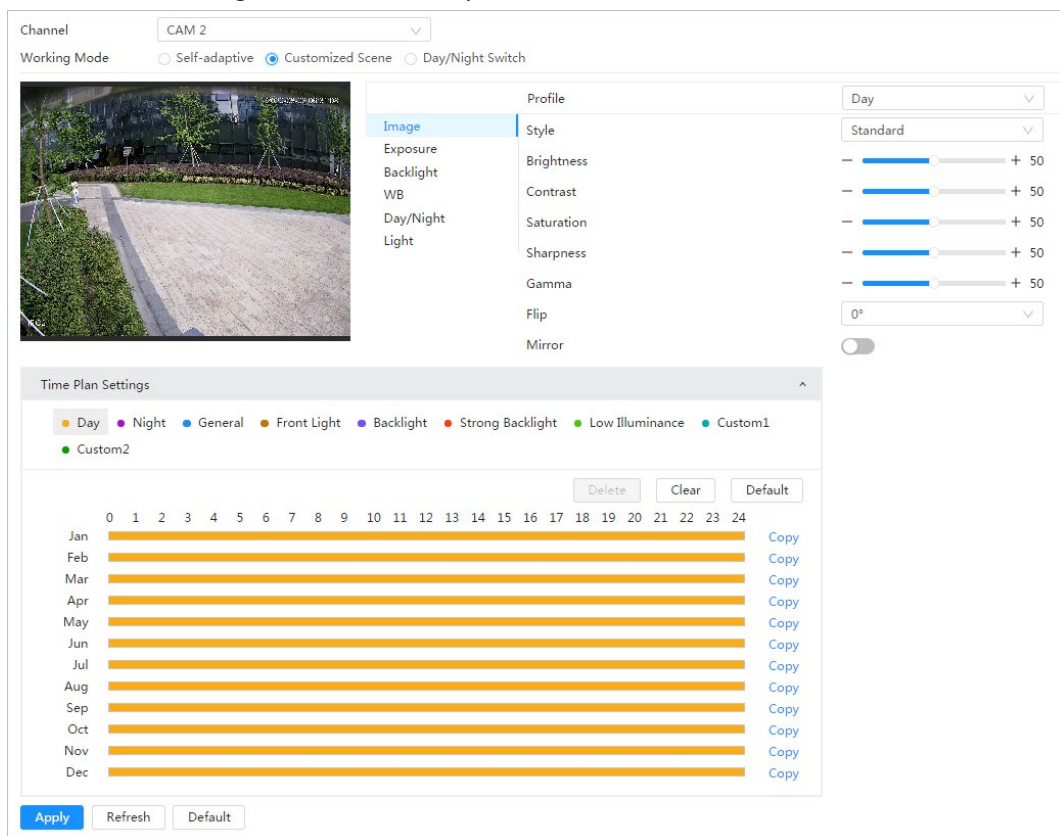 Channel CAM 2
Working Mode Self-adaptive Customized Scene Day/Night Switch
Profile Day
Image Style Standard
Exposure
Brightness 50
Backlight
WB Contrast 50
Day/Night Saturation 50
Light
Sharpness 50
Gamma 50
Flip 0°
Mirror
Time Plan Settings
Day Night General Front Light Backlight Strong Backlight Low Illuminance Custom1
Custom2
Delete Clear Default
0 1 2 3 4 5 6 7 8 9 10 11 12 13 14 15 16 17 18 19 20 21 22 23 24
Jan Copy
Feb Copy
Mar Copy
Apr Copy
May Copy
Jun Copy
Jul Copy
Aug Copy
Sep Copy
Oct Copy
Nov Copy
Dec Copy
Apply Refresh Default